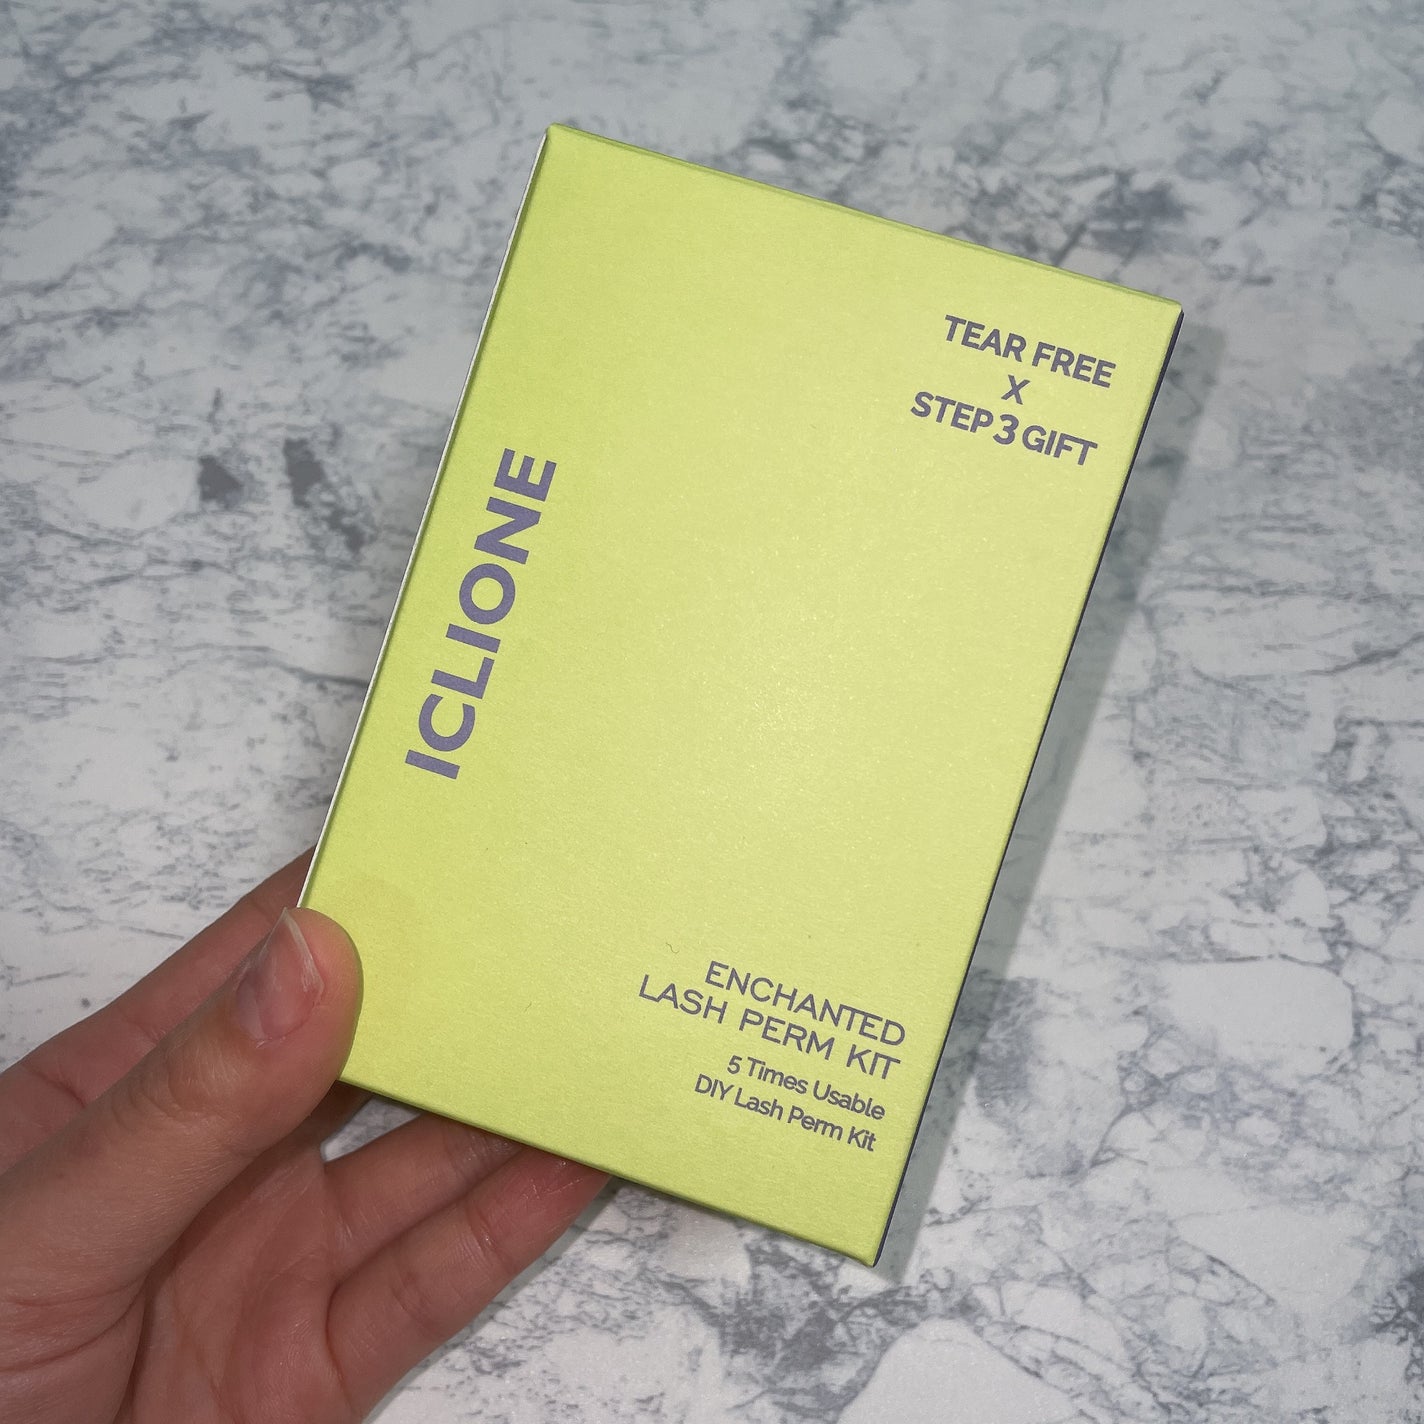 TEAR FREE
X
STEP 3 GIFT
ICLIONE
ENCHANTED
LASH PERM KIT
5 Times Usable
DIY Lash Perm Kit